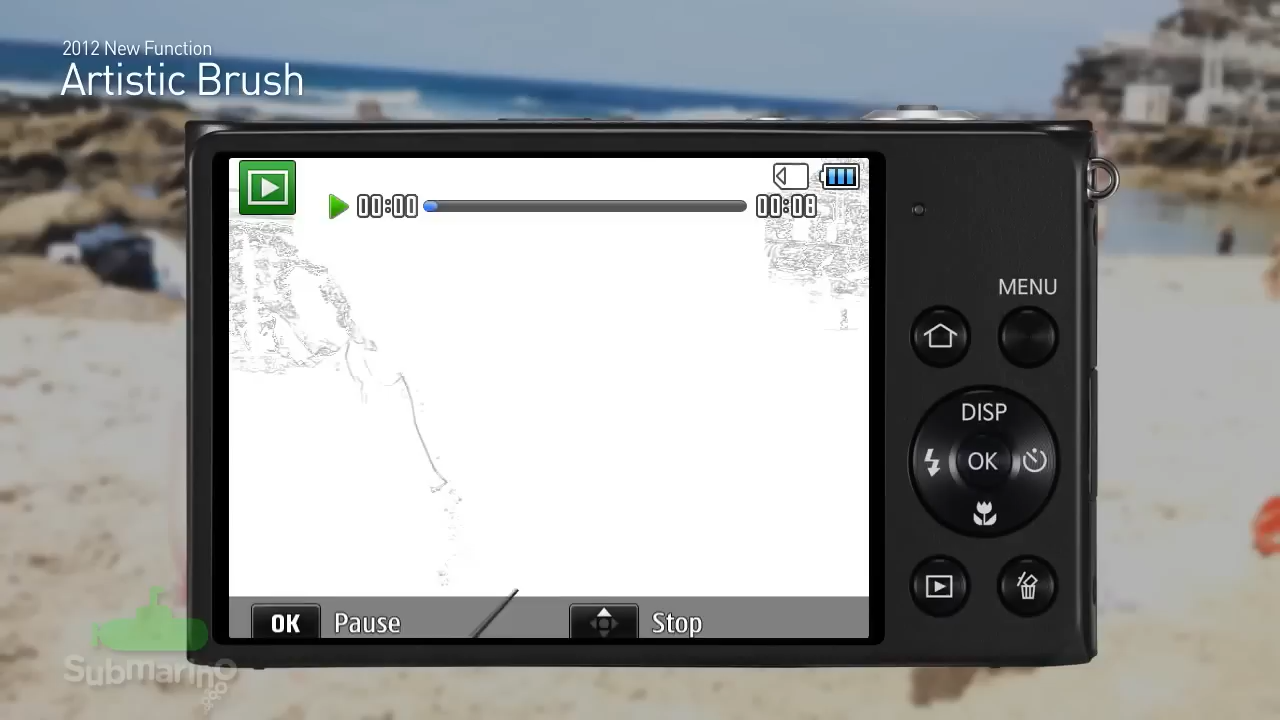 2012 New Function
Artistic Brush
00:00
00:08
MENU
DISP
OK
OK Pause
Stop
Submarino